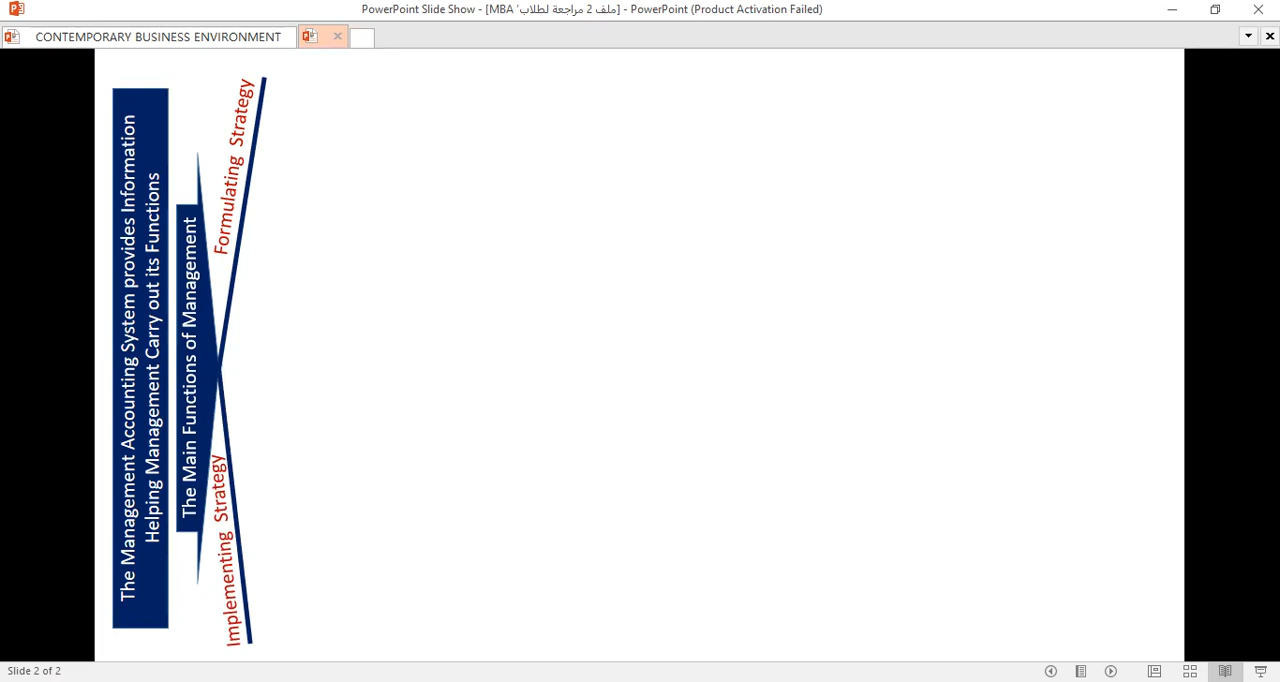 PowerPoint Slide Show - [MBA 'ملف 2 مراجعة لطلاب] - PowerPoint (Product Activation Failed)
CONTEMPORARY BUSINESS ENVIRONMENT
The Management Accounting System provides Information
Helping Management Carry out its Functions
The Main Functions of Management
Formulating Strategy
Implementing Strategy
Slide 2 of 2